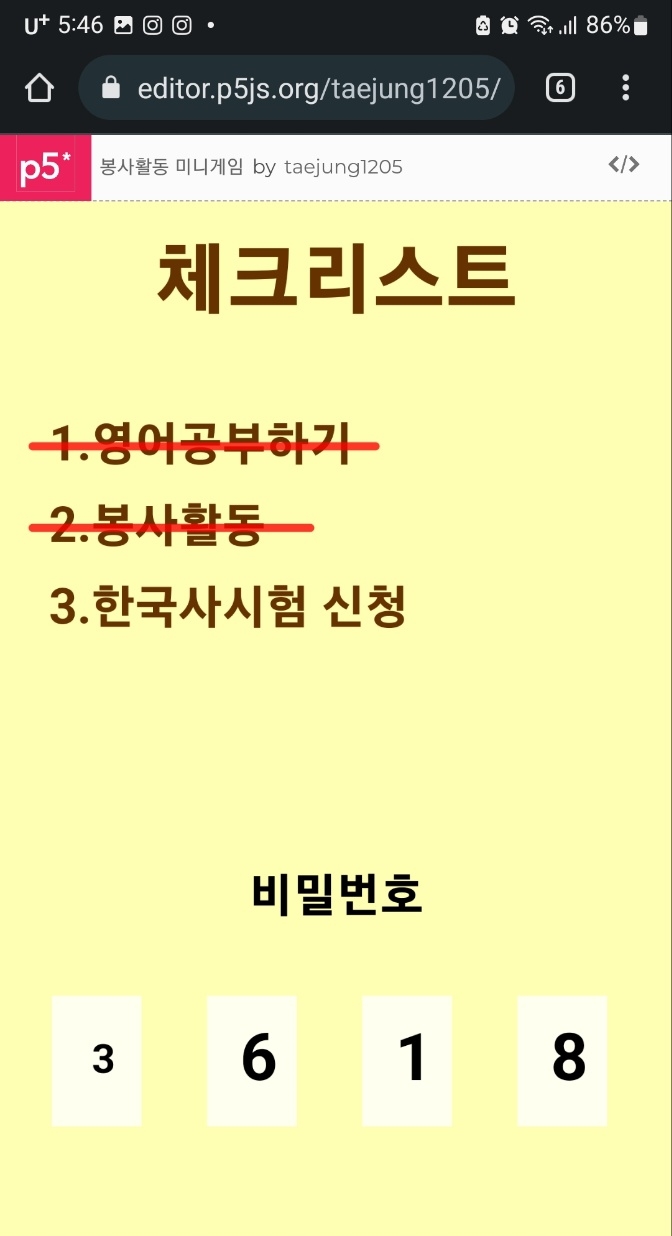 U+ 5:46 86%
editor.p5js.org/taejung1205/ 6
p5* 봉사활동 미니게임 by taejung1205 </>
체크리스트
1.영어공부하기
2.봉사활동
3.한국사시험 신청
비밀번호
3 6 1 8